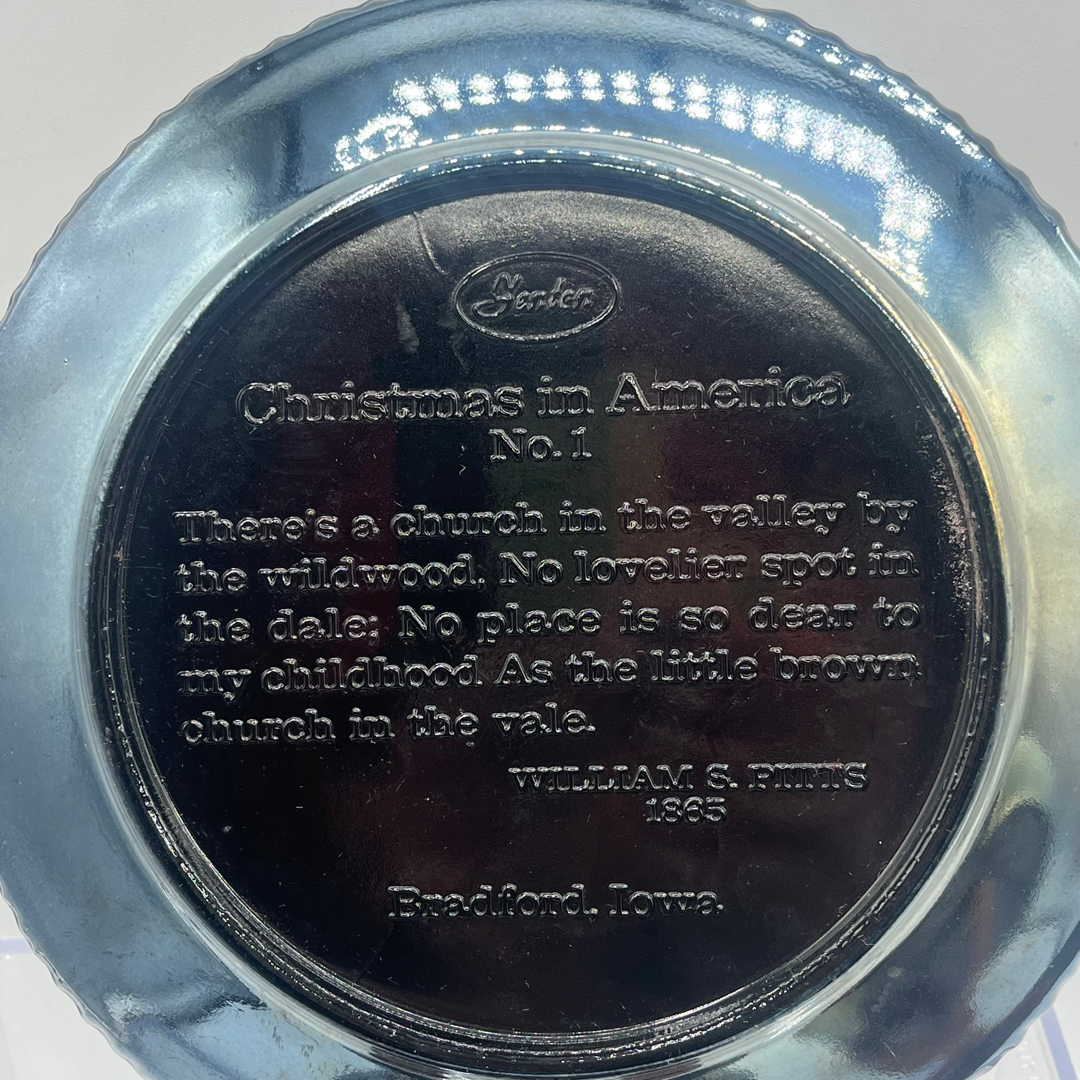 Fenton
Christmas in America
No. 1
There's a church in the valley by
the wildwood. No lovelier spot in
the dale; No place is so dear to
my childhood As the little brown
church in the vale.
WILLIAM S. PITTS
1865
Bradford, Iowa